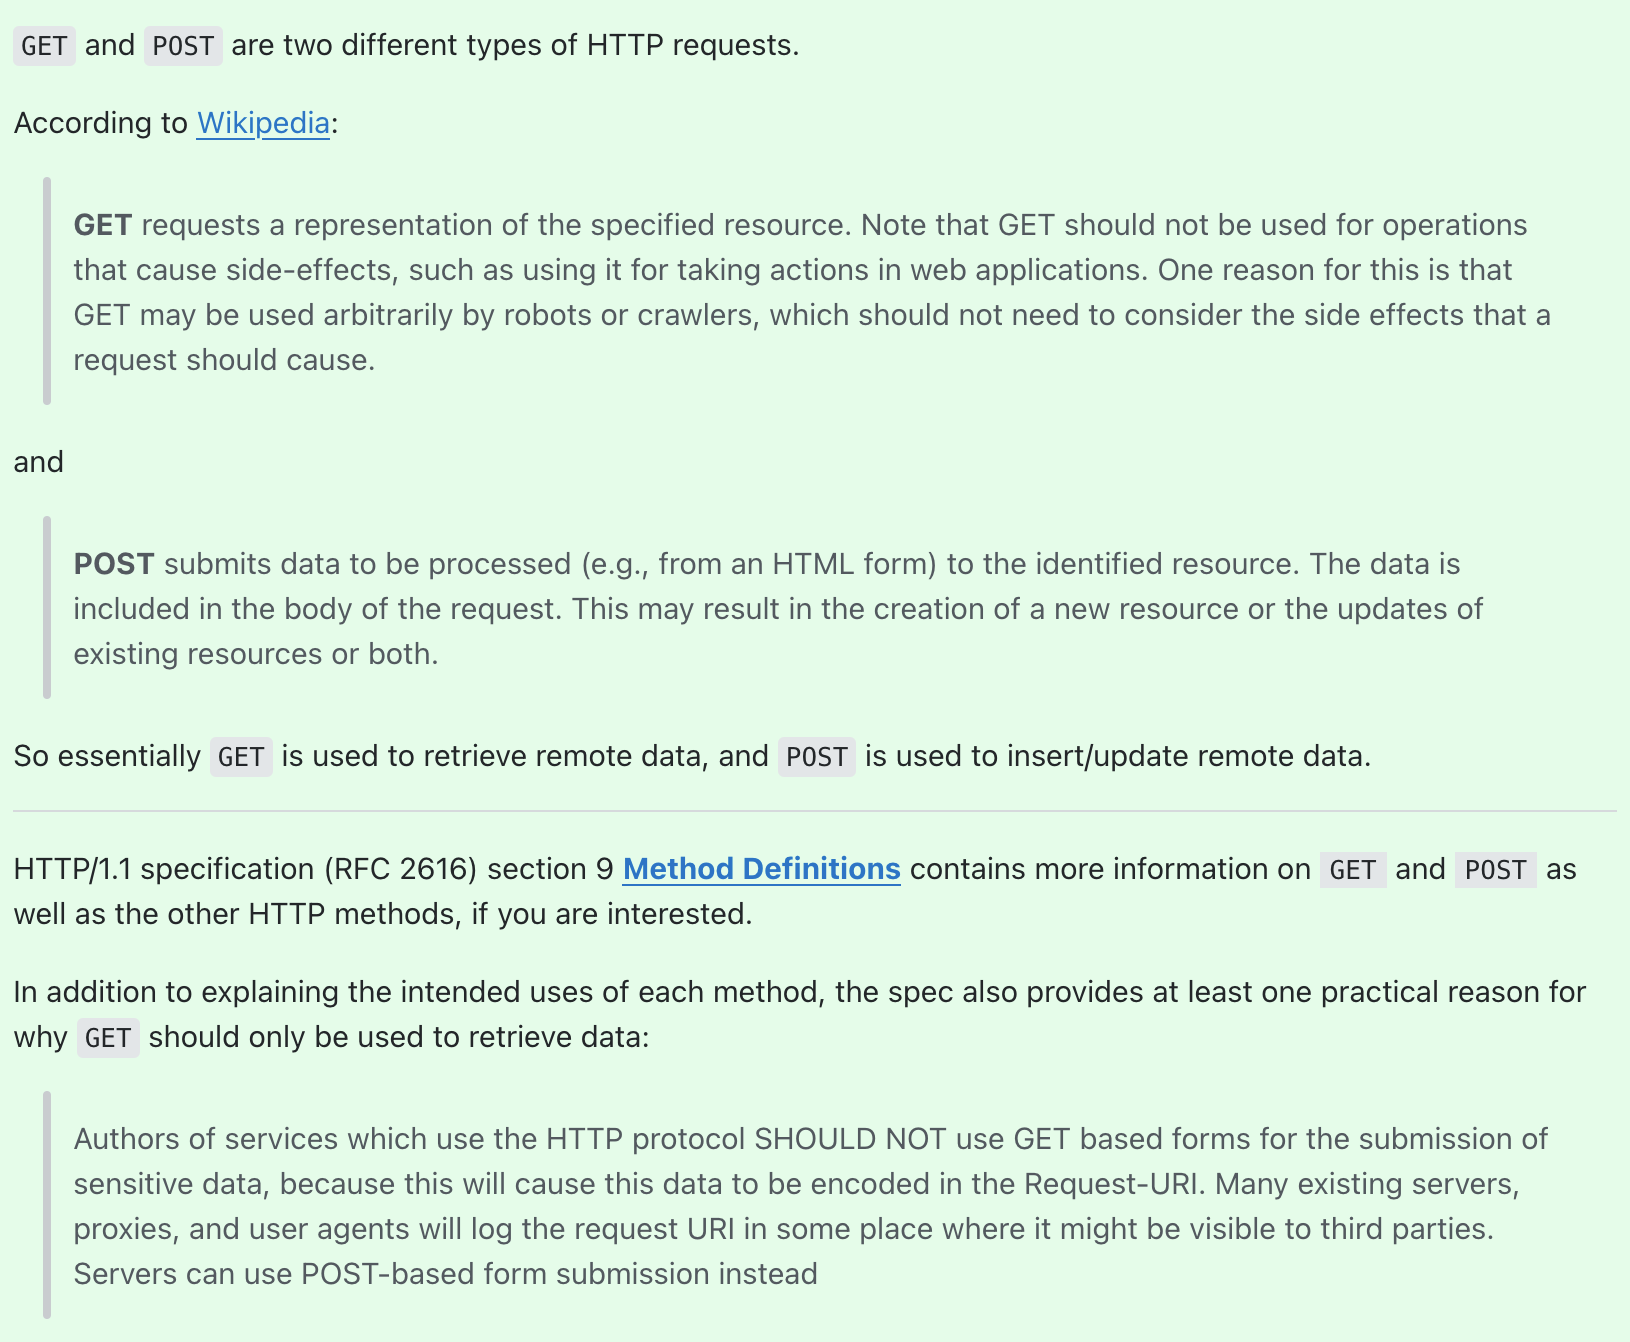 GET and POST are two different types of HTTP requests.
According to Wikipedia:
GET requests a representation of the specified resource. Note that GET should not be used for operations
that cause side-effects, such as using it for taking actions in web applications. One reason for this is that
GET may be used arbitrarily by robots or crawlers, which should not need to consider the side effects that a
request should cause.
and
POST submits data to be processed (e.g., from an HTML form) to the identified resource. The data is
included in the body of the request. This may result in the creation of a new resource or the updates of
existing resources or both.
So essentially GET is used to retrieve remote data, and POST is used to insert/update remote data.
HTTP/1.1 specification (RFC 2616) section 9 Method Definitions contains more information on GET and POST as
well as the other HTTP methods, if you are interested.
In addition to explaining the intended uses of each method, the spec also provides at least one practical reason for
why GET should only be used to retrieve data:
Authors of services which use the HTTP protocol SHOULD NOT use GET based forms for the submission of
sensitive data, because this will cause this data to be encoded in the Request-URI. Many existing servers,
proxies, and user agents will log the request URI in some place where it might be visible to third parties.
Servers can use POST-based form submission instead